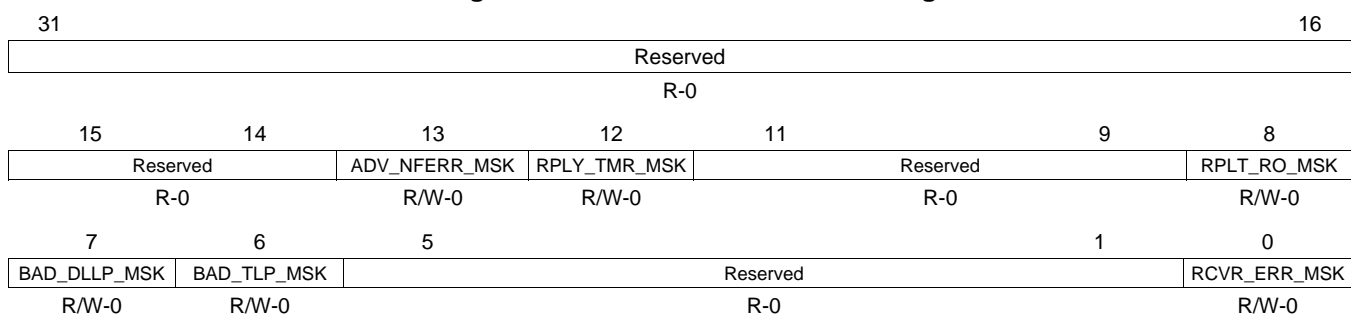 31 16
Reserved
R-0
15 14 13 12 11 9 8
Reserved ADV_NFERR_MSK RPLY_TMR_MSK Reserved RPLT_RO_MSK
R-0 R/W-0 R/W-0 R-0 R/W-0
7 6 5 1 0
BAD_DLLP_MSK BAD_TLP_MSK Reserved RCVR_ERR_MSK
R/W-0 R/W-0 R-0 R/W-0